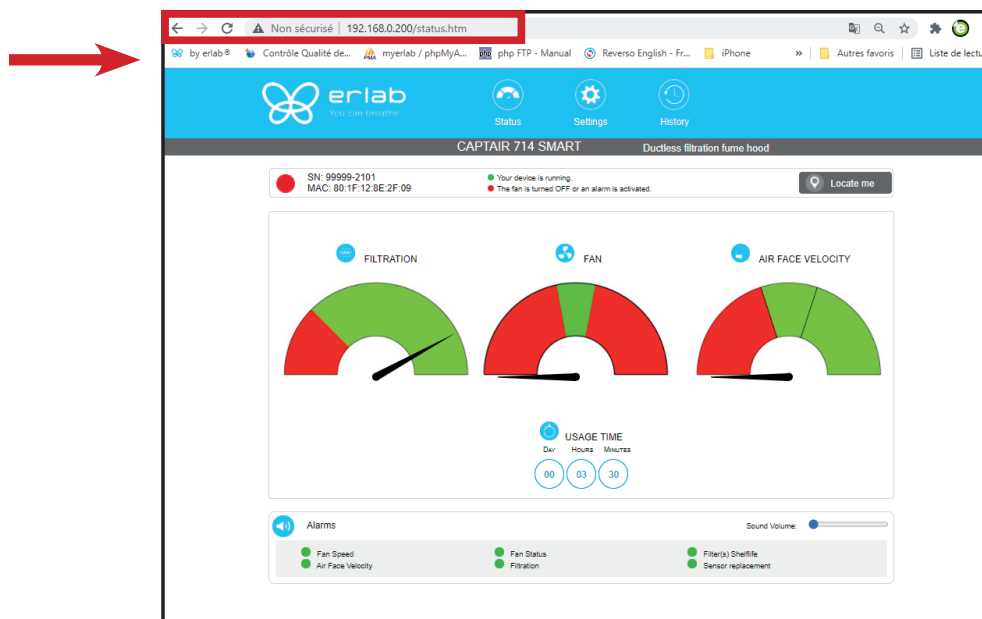 Non sécurisé | 192.168.0.200/status.htm
by erlab® Contrôle Qualité de... myerlab / phpMyA... php FTP - Manual Reverso English - Fr... iPhone » Autres favoris Liste de lectu
erlab
You can breathe
Status Settings History
CAPTAIR 714 SMART Ductless filtration fume hood
SN: 99999-2101
MAC: 80:1F:12:8E:2F:09
Your device is running.
The fan is turned OFF or an alarm is activated.
Locate me
FILTRATION FAN AIR FACE VELOCITY
USAGE TIME
DAY HOURS MINUTES
00 03 30
Alarms Sound Volume:
Fan Speed Fan Status Filter(s) Shelflife
Air Face Velocity Filtration Sensor replacement